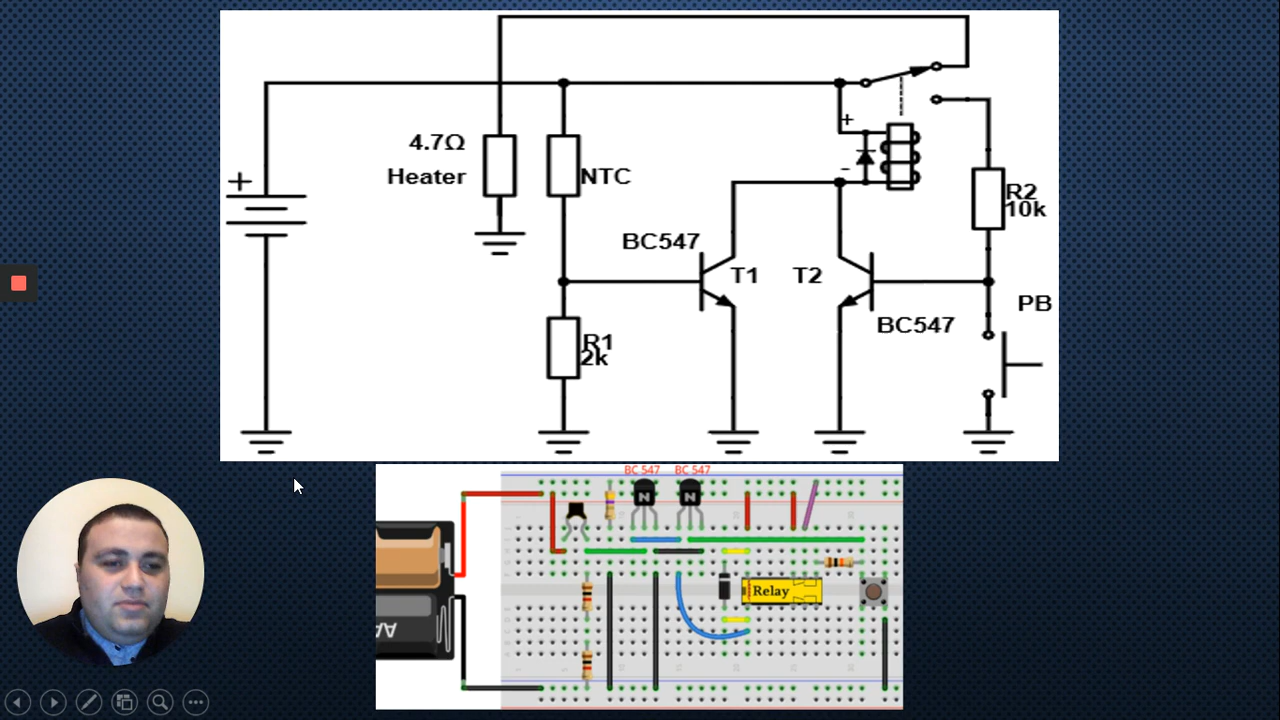 4.7Ω
Heater
NTC
+
+
-
R2
10k
BC547
T1
T2
BC547
PB
R1
2k
BC 547
BC 547
N
N
Relay
AA